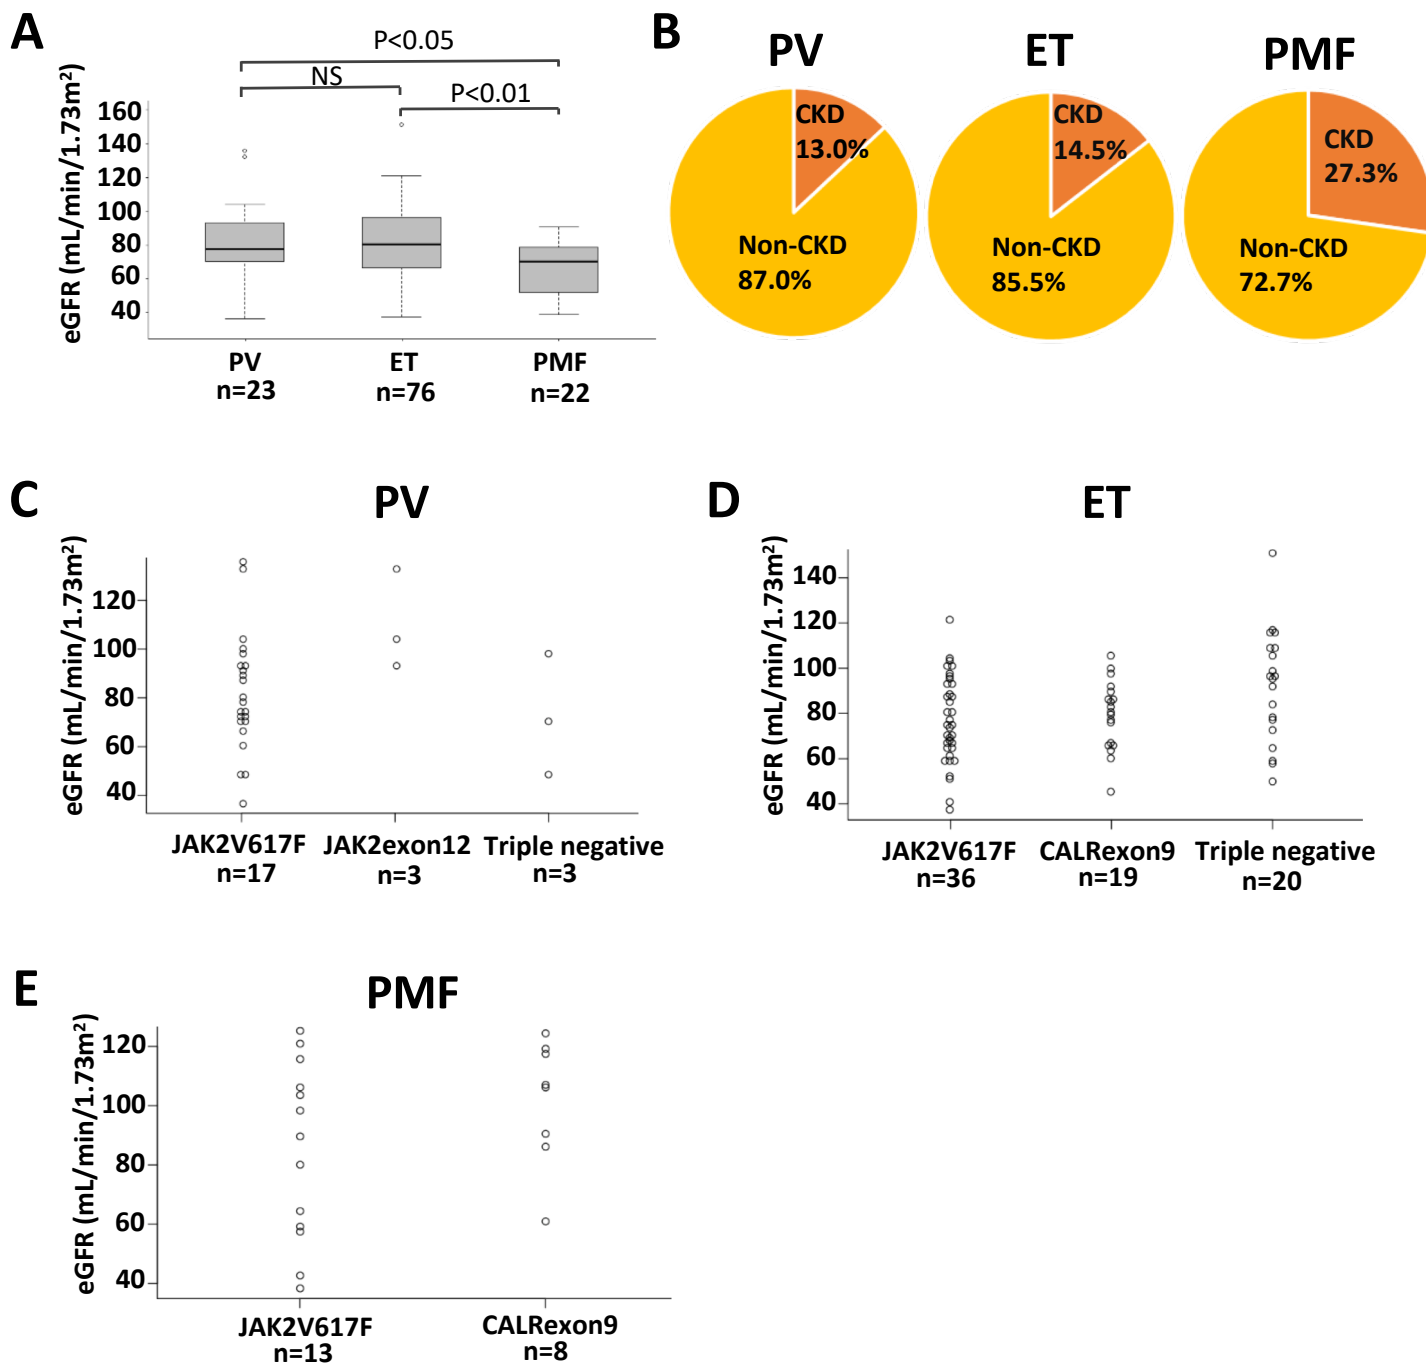 A
P<0.05
NS
P<0.01
eGFR (mL/min/1.73m²)
160
140
120
100
80
60
40
PV
n=23
ET
n=76
PMF
n=22
B
PV
CKD
13.0%
Non-CKD
87.0%
ET
CKD
14.5%
Non-CKD
85.5%
PMF
CKD
27.3%
Non-CKD
72.7%
C
PV
eGFR (mL/min/1.73m²)
120
100
80
60
40
JAK2V617F
n=17
JAK2exon12
n=3
Triple negative
n=3
D
ET
eGFR (mL/min/1.73m²)
140
120
100
80
60
40
JAK2V617F
n=36
CALRexon9
n=19
Triple negative
n=20
E
PMF
eGFR (mL/min/1.73m²)
120
100
80
60
40
JAK2V617F
n=13
CALRexon9
n=8